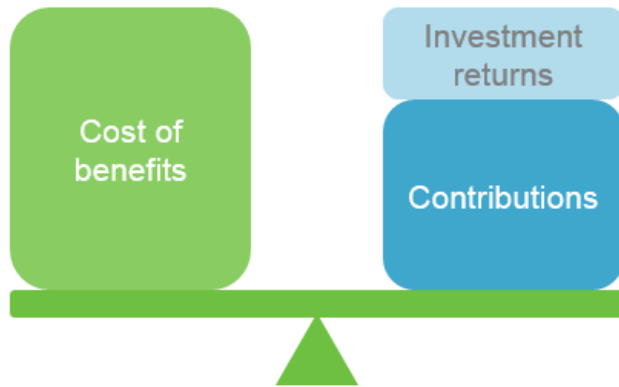 Cost of
benefits
Investment
returns
Contributions